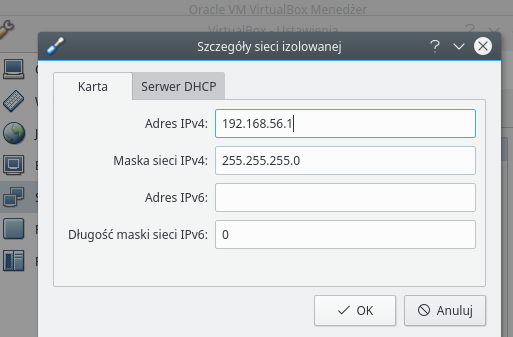 Oracle VM VirtualBox Menedżer
VirtualBox - Ustawienia
Szczegóły sieci izolowanej
Karta
Serwer DHCP
Adres IPv4: 192.168.56.1
Maska sieci IPv4: 255.255.255.0
Adres IPv6:
Długość maski sieci IPv6: 0
OK
Anuluj